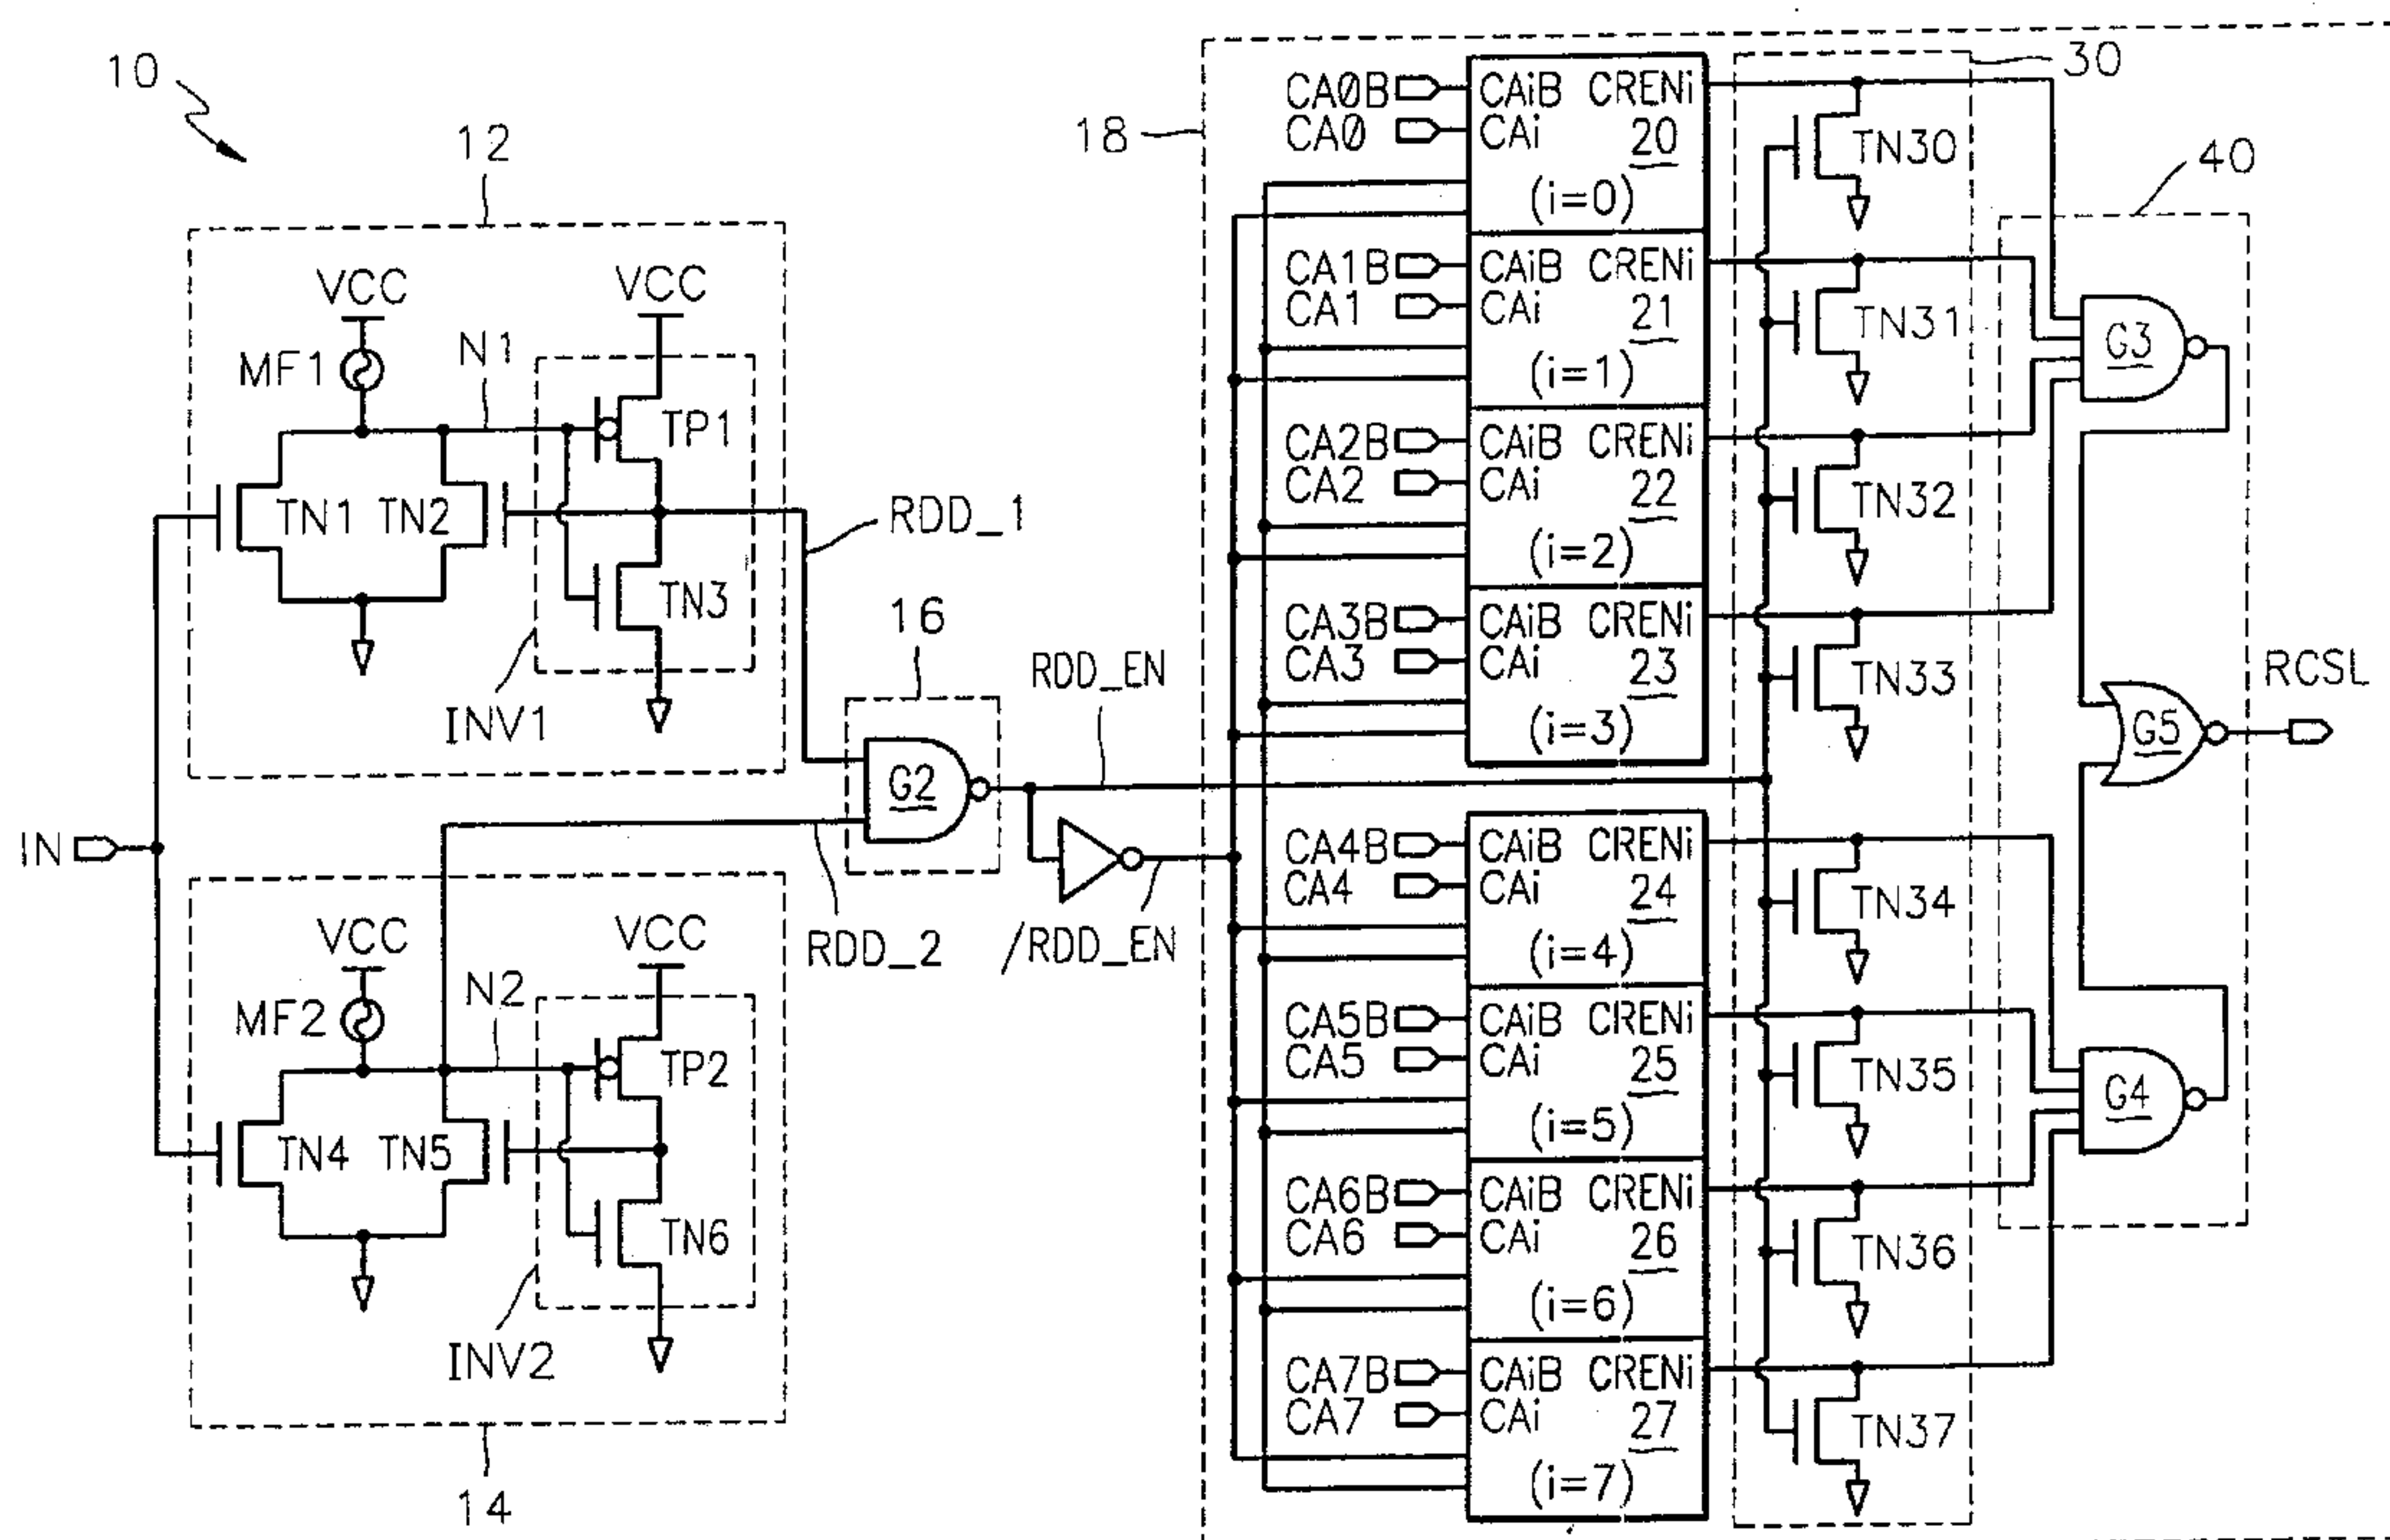 10
12
VCC
VCC
MF1
N1
TP1
TN1
TN2
TN3
INV1
RDD_1
16
G2
RDD_EN
/RDD_EN
RDD_2
IN
VCC
VCC
MF2
N2
TP2
TN4
TN5
TN6
INV2
14
18
CA0B
CA0
CAiB CRENi
CAi
20
(i=0)
CA1B
CA1
CAiB CRENi
CAi
21
(i=1)
CA2B
CA2
CAiB CRENi
CAi
22
(i=2)
CA3B
CA3
CAiB CRENi
CAi
23
(i=3)
CA4B
CA4
CAiB CRENi
CAi
24
(i=4)
CA5B
CA5
CAiB CRENi
CAi
25
(i=5)
CA6B
CA6
CAiB CRENi
CAi
26
(i=6)
CA7B
CA7
CAiB CRENi
CAi
27
(i=7)
30
TN30
TN31
TN32
TN33
TN34
TN35
TN36
TN37
40
G3
G5
G4
RCSL